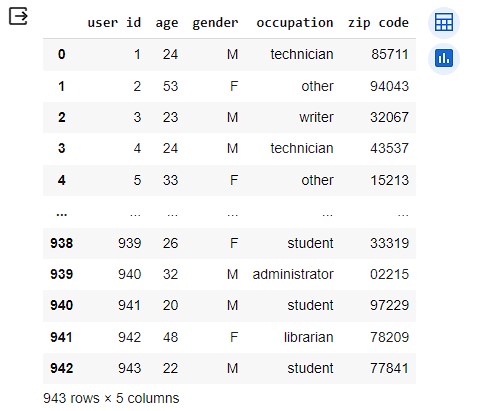 user id age gender occupation zip code
0 1 24 M technician 85711
1 2 53 F other 94043
2 3 23 M writer 32067
3 4 24 M technician 43537
4 5 33 F other 15213
... ... ... ... ... ...
938 939 26 F student 33319
939 940 32 M administrator 02215
940 941 20 M student 97229
941 942 48 F librarian 78209
942 943 22 M student 77841
943 rows × 5 columns